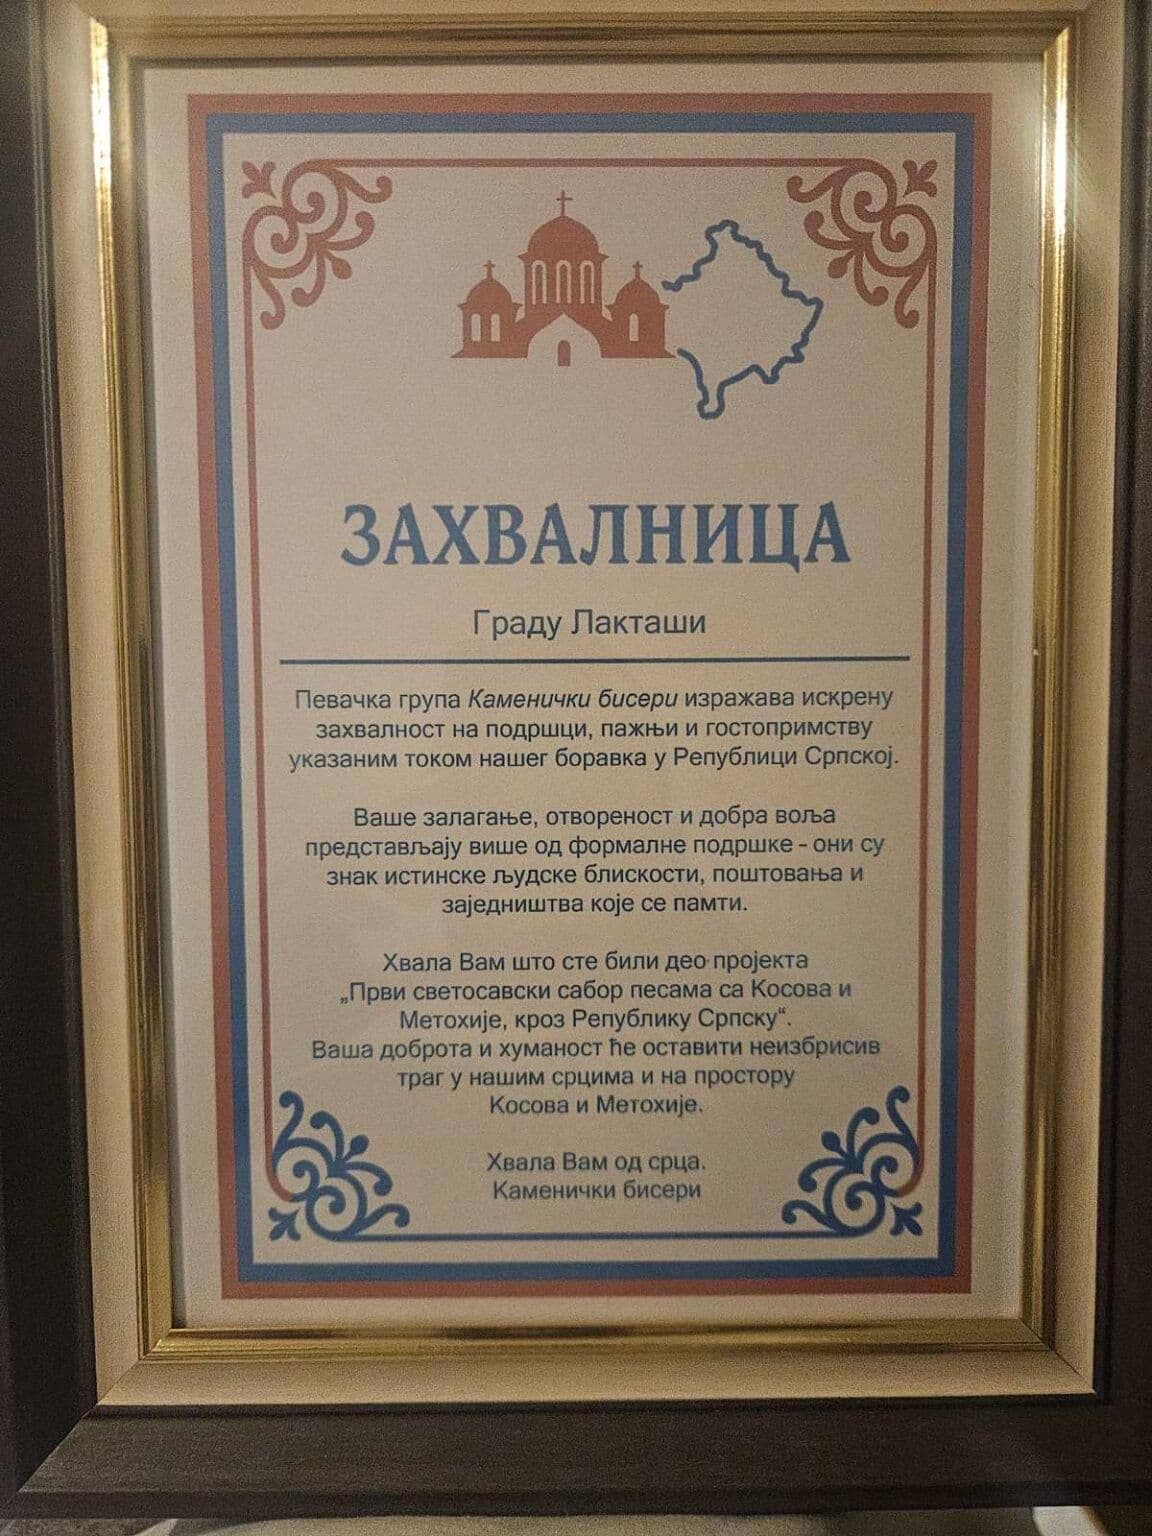 ЗАХВАЛНИЦА
Граду Лакташи
Певачка група Каменички бисери изражава искрену
захвалност на подршци, пажњи и гостопримству
указаним током нашег боравка у Републици Српској.
Ваше залагање, отвореност и добра воља
представљају више од формалне подршке - они су
знак истинске људске блискости, поштовања и
заједништва које се памти.
Хвала Вам што сте били део пројекта
„Први светосавски сабор песама са Косова и
Метохије, кроз Републику Српску“.
Ваша доброта и хуманост ће оставити неизбрисив
траг у нашим срцима и на простору
Косова и Метохије.
Хвала Вам од срца.
Каменички бисери